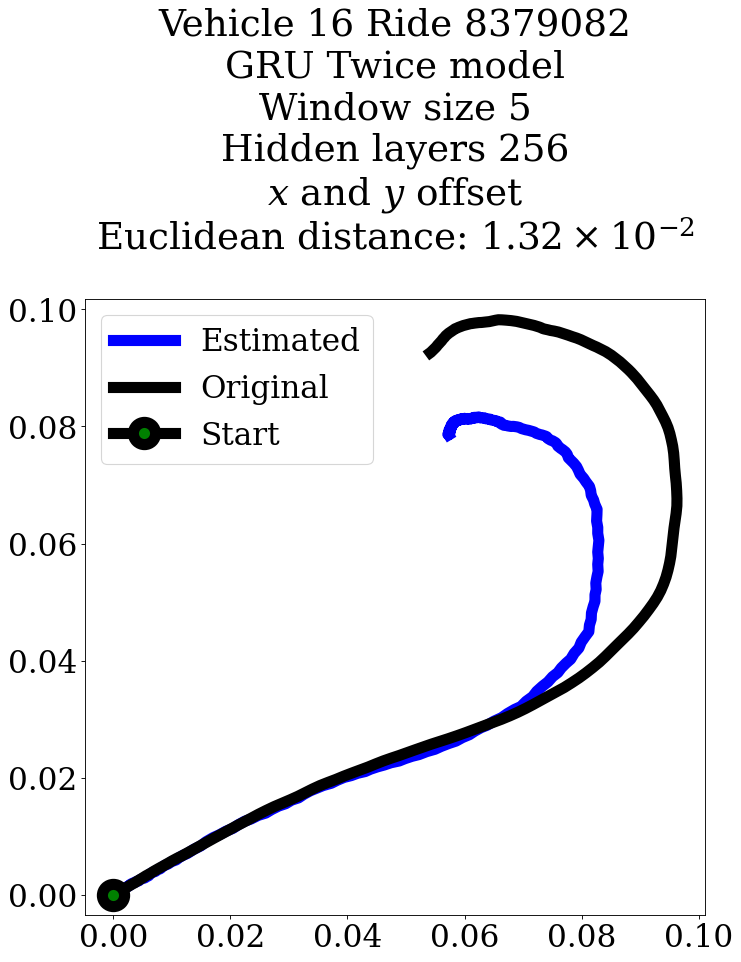 Vehicle 16 Ride 8379082
GRU Twice model
Window size 5
Hidden layers 256
x and y offset
Euclidean distance: 1.32 × 10⁻²
Estimated
Original
Start
0.10
0.08
0.06
0.04
0.02
0.00
0.00 0.02 0.04 0.06 0.08 0.10